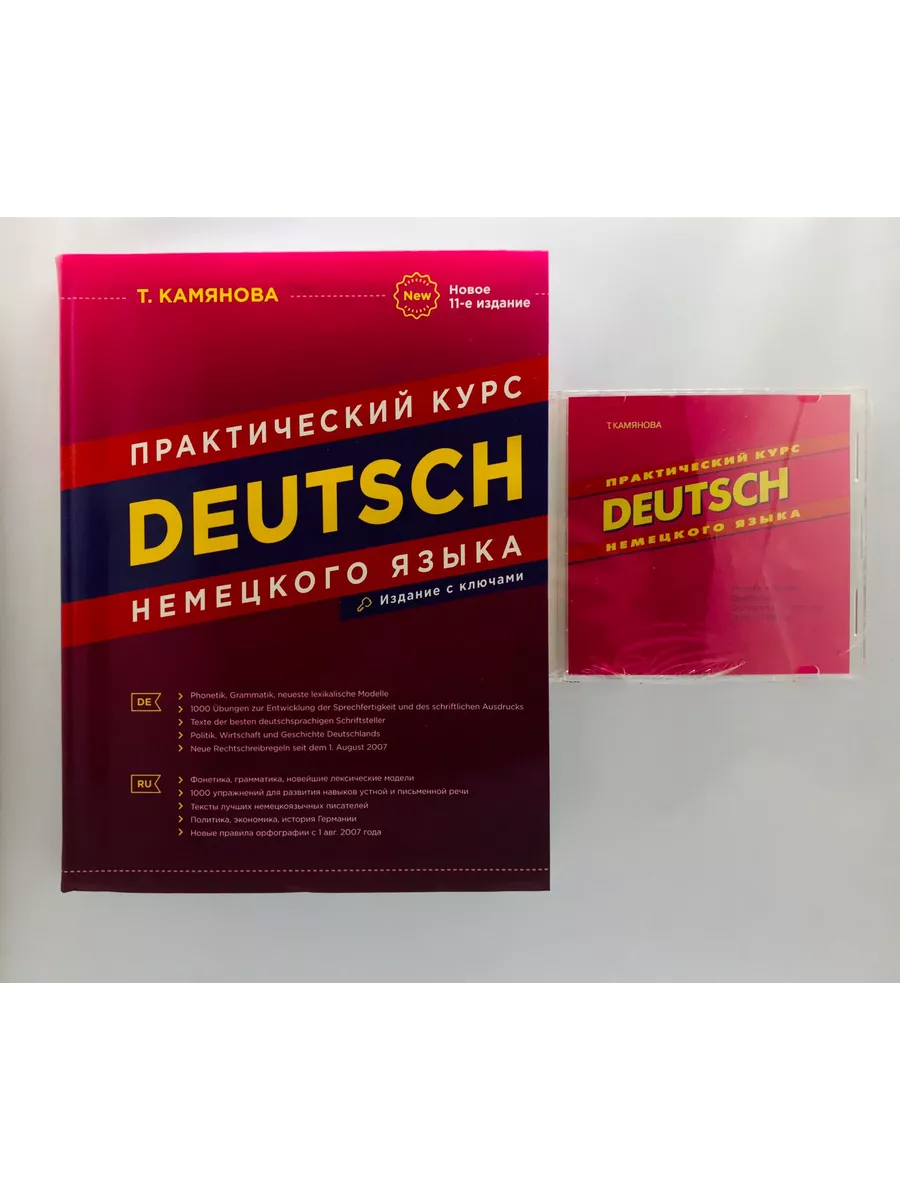 Т. КАМЯНОВА
New
Новое
11-е издание
ПРАКТИЧЕСКИЙ КУРС
DEUTSCH
НЕМЕЦКОГО ЯЗЫКА
Издание с ключами
DE
Phonetik, Grammatik, neueste lexikalische Modelle
1000 Übungen zur Entwicklung der Sprechfertigkeit und des schriftlichen Ausdrucks
Texte der besten deutschsprachigen Schriftsteller
Politik, Wirtschaft und Geschichte Deutschlands
Neue Rechtschreibregeln seit dem 1. August 2007
RU
Фонетика, грамматика, новейшие лексические модели
1000 упражнений для развития навыков устной и письменной речи
Тексты лучших немецкоязычных писателей
Политика, экономика, история Германии
Новые правила орфографии с 1 авг. 2007 года
Т. КАМЯНОВА
ПРАКТИЧЕСКИЙ КУРС
DEUTSCH
НЕМЕЦКОГО ЯЗЫКА